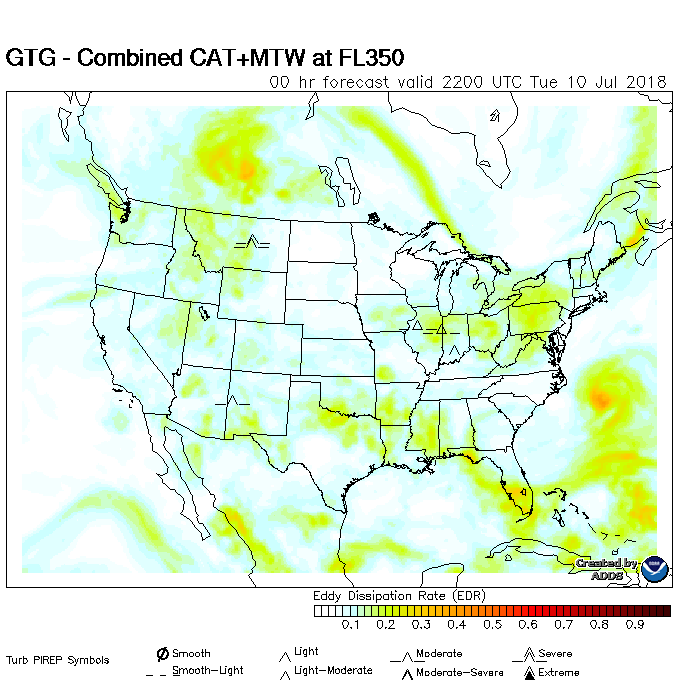 GTG - Combined CAT+MTW at FL350
00 hr forecast valid 2200 UTC Tue 10 Jul 2018
Created by
ADDS
Eddy Dissipation Rate (EDR)
0.1 0.2 0.3 0.4 0.5 0.6 0.7 0.8 0.9
Turb PIREP Symbols
Smooth Light Moderate Severe
Smooth-Light Light-Moderate Moderate-Severe Extreme